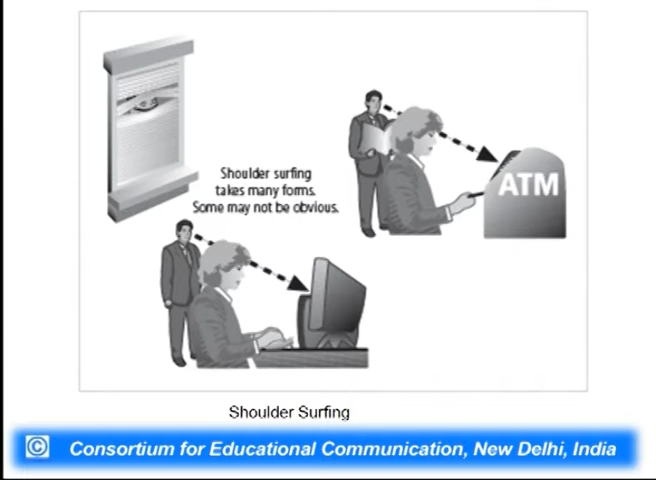 Shoulder surfing
takes many forms.
Some may not be obvious.
ATM
Shoulder Surfing
© Consortium for Educational Communication, New Delhi, India